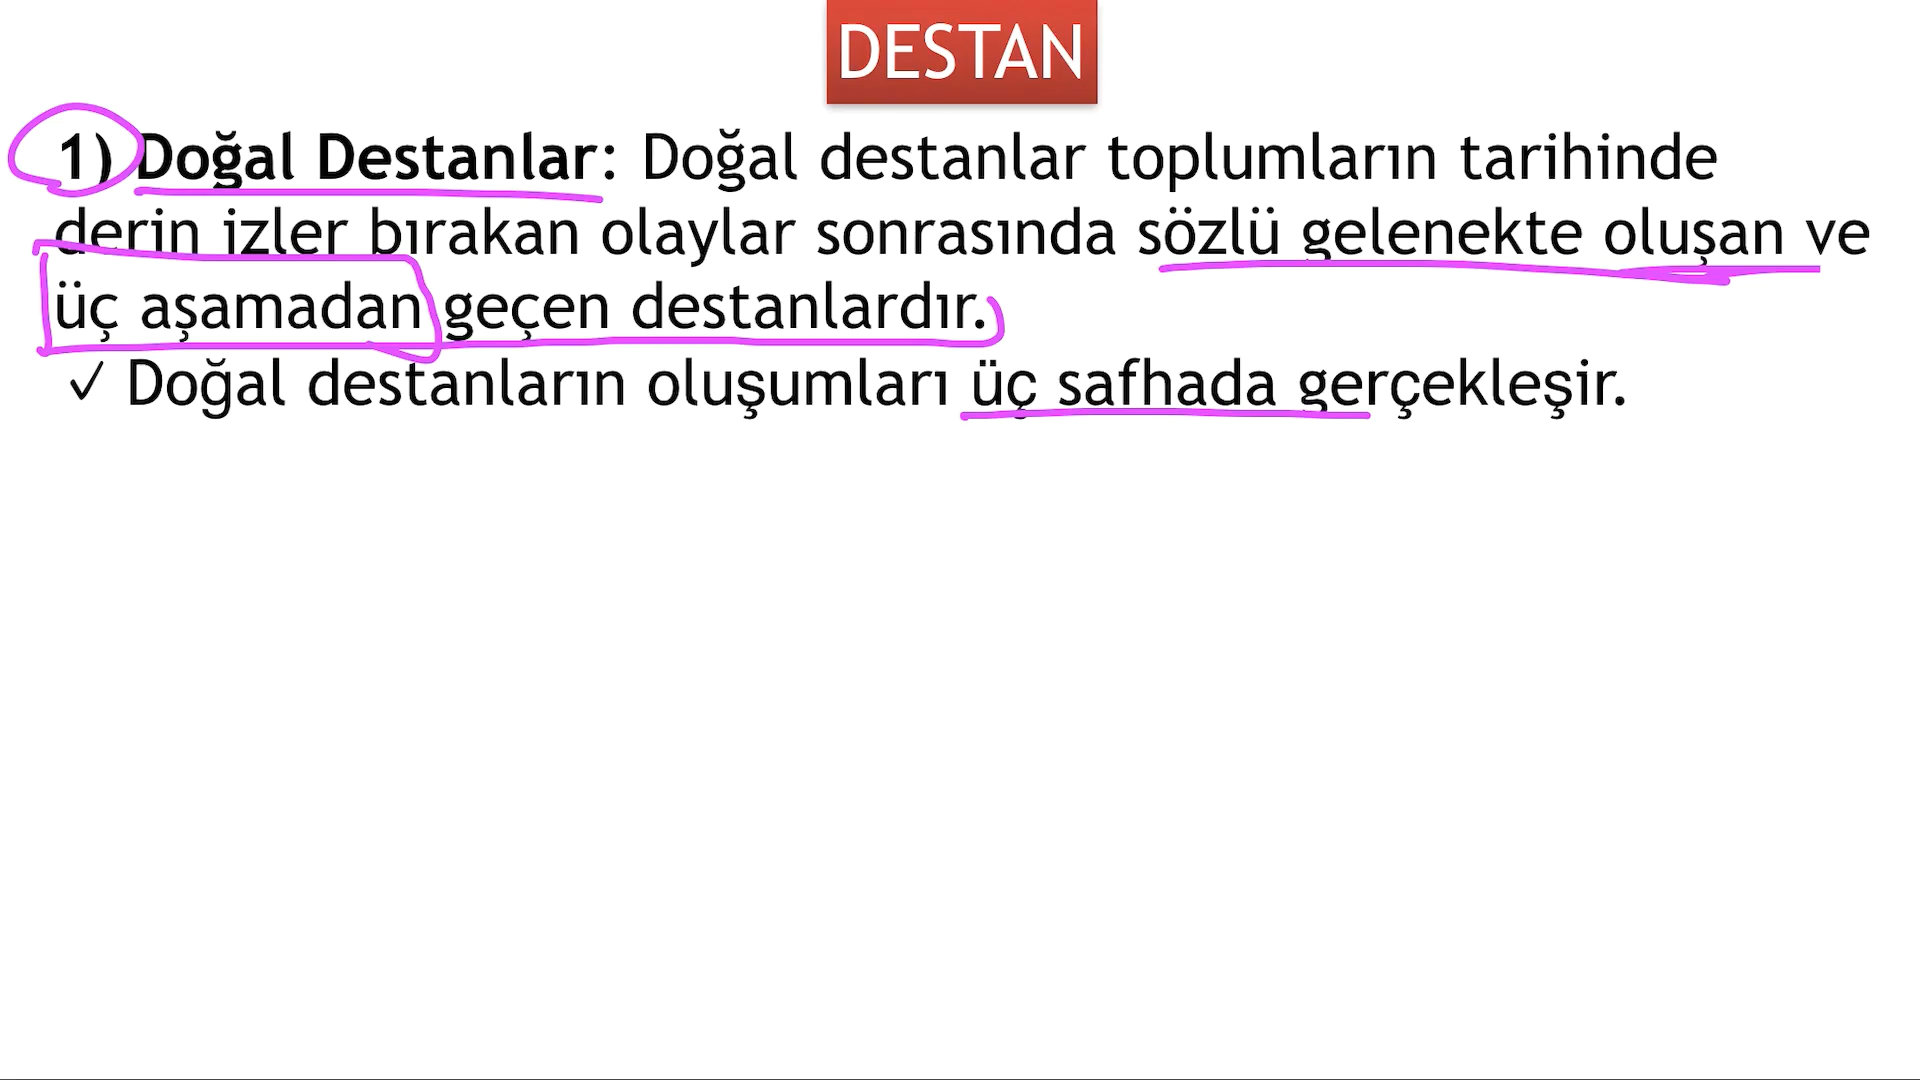 DESTAN
1) Doğal Destanlar: Doğal destanlar toplumların tarihinde
derin izler bırakan olaylar sonrasında sözlü gelenekte oluşan ve
üç aşamadan geçen destanlardır.
✓ Doğal destanların oluşumları üç safhada gerçekleşir.